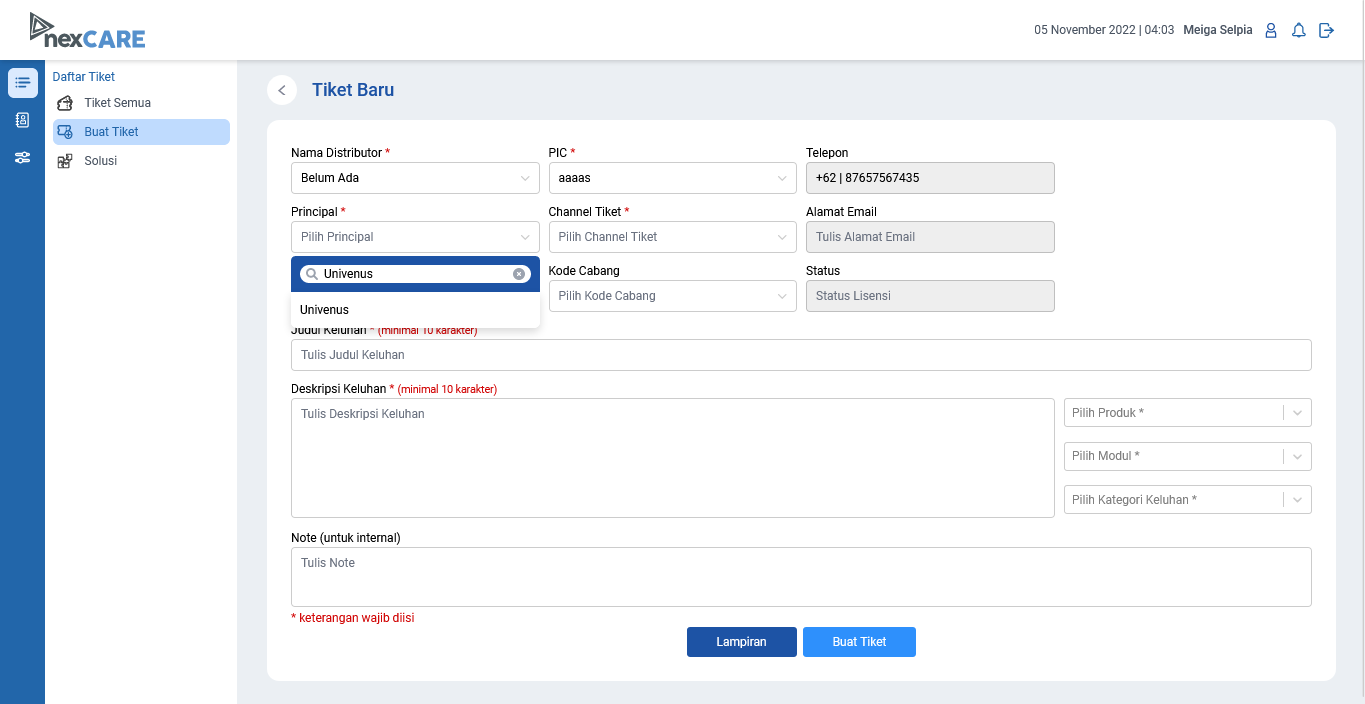 nexCARE
05 November 2022 | 04:03 Meiga Selpia
Daftar Tiket
Tiket Semua
Buat Tiket
Solusi
Tiket Baru
Nama Distributor * PIC * Telepon
Belum Ada aaaas +62 | 87657567435
Principal * Channel Tiket * Alamat Email
Pilih Principal Pilih Channel Tiket Tulis Alamat Email
Univenus Kode Cabang Status
Univenus Pilih Kode Cabang Status Lisensi
Judul Keluhan * (minimal 10 karakter)
Tulis Judul Keluhan
Deskripsi Keluhan * (minimal 10 karakter)
Tulis Deskripsi Keluhan Pilih Produk *
Pilih Modul *
Pilih Kategori Keluhan *
Note (untuk internal)
Tulis Note
* keterangan wajib diisi
Lampiran Buat Tiket